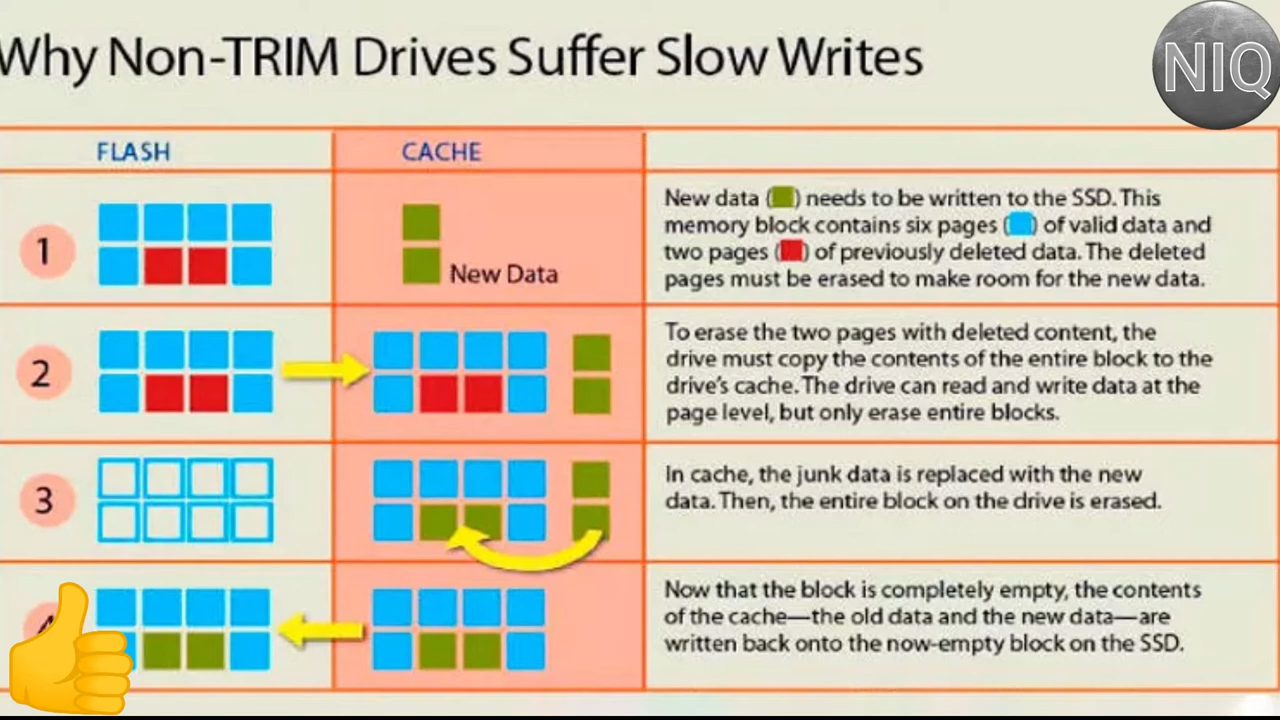 Why Non-TRIM Drives Suffer Slow Writes
NIQ
FLASH
CACHE
1
New Data
New data ( ) needs to be written to the SSD. This
memory block contains six pages ( ) of valid data and
two pages ( ) of previously deleted data. The deleted
pages must be erased to make room for the new data.
2
To erase the two pages with deleted content, the
drive must copy the contents of the entire block to the
drive's cache. The drive can read and write data at the
page level, but only erase entire blocks.
3
In cache, the junk data is replaced with the new
data. Then, the entire block on the drive is erased.
Now that the block is completely empty, the contents
of the cache—the old data and the new data—are
written back onto the now-empty block on the SSD.